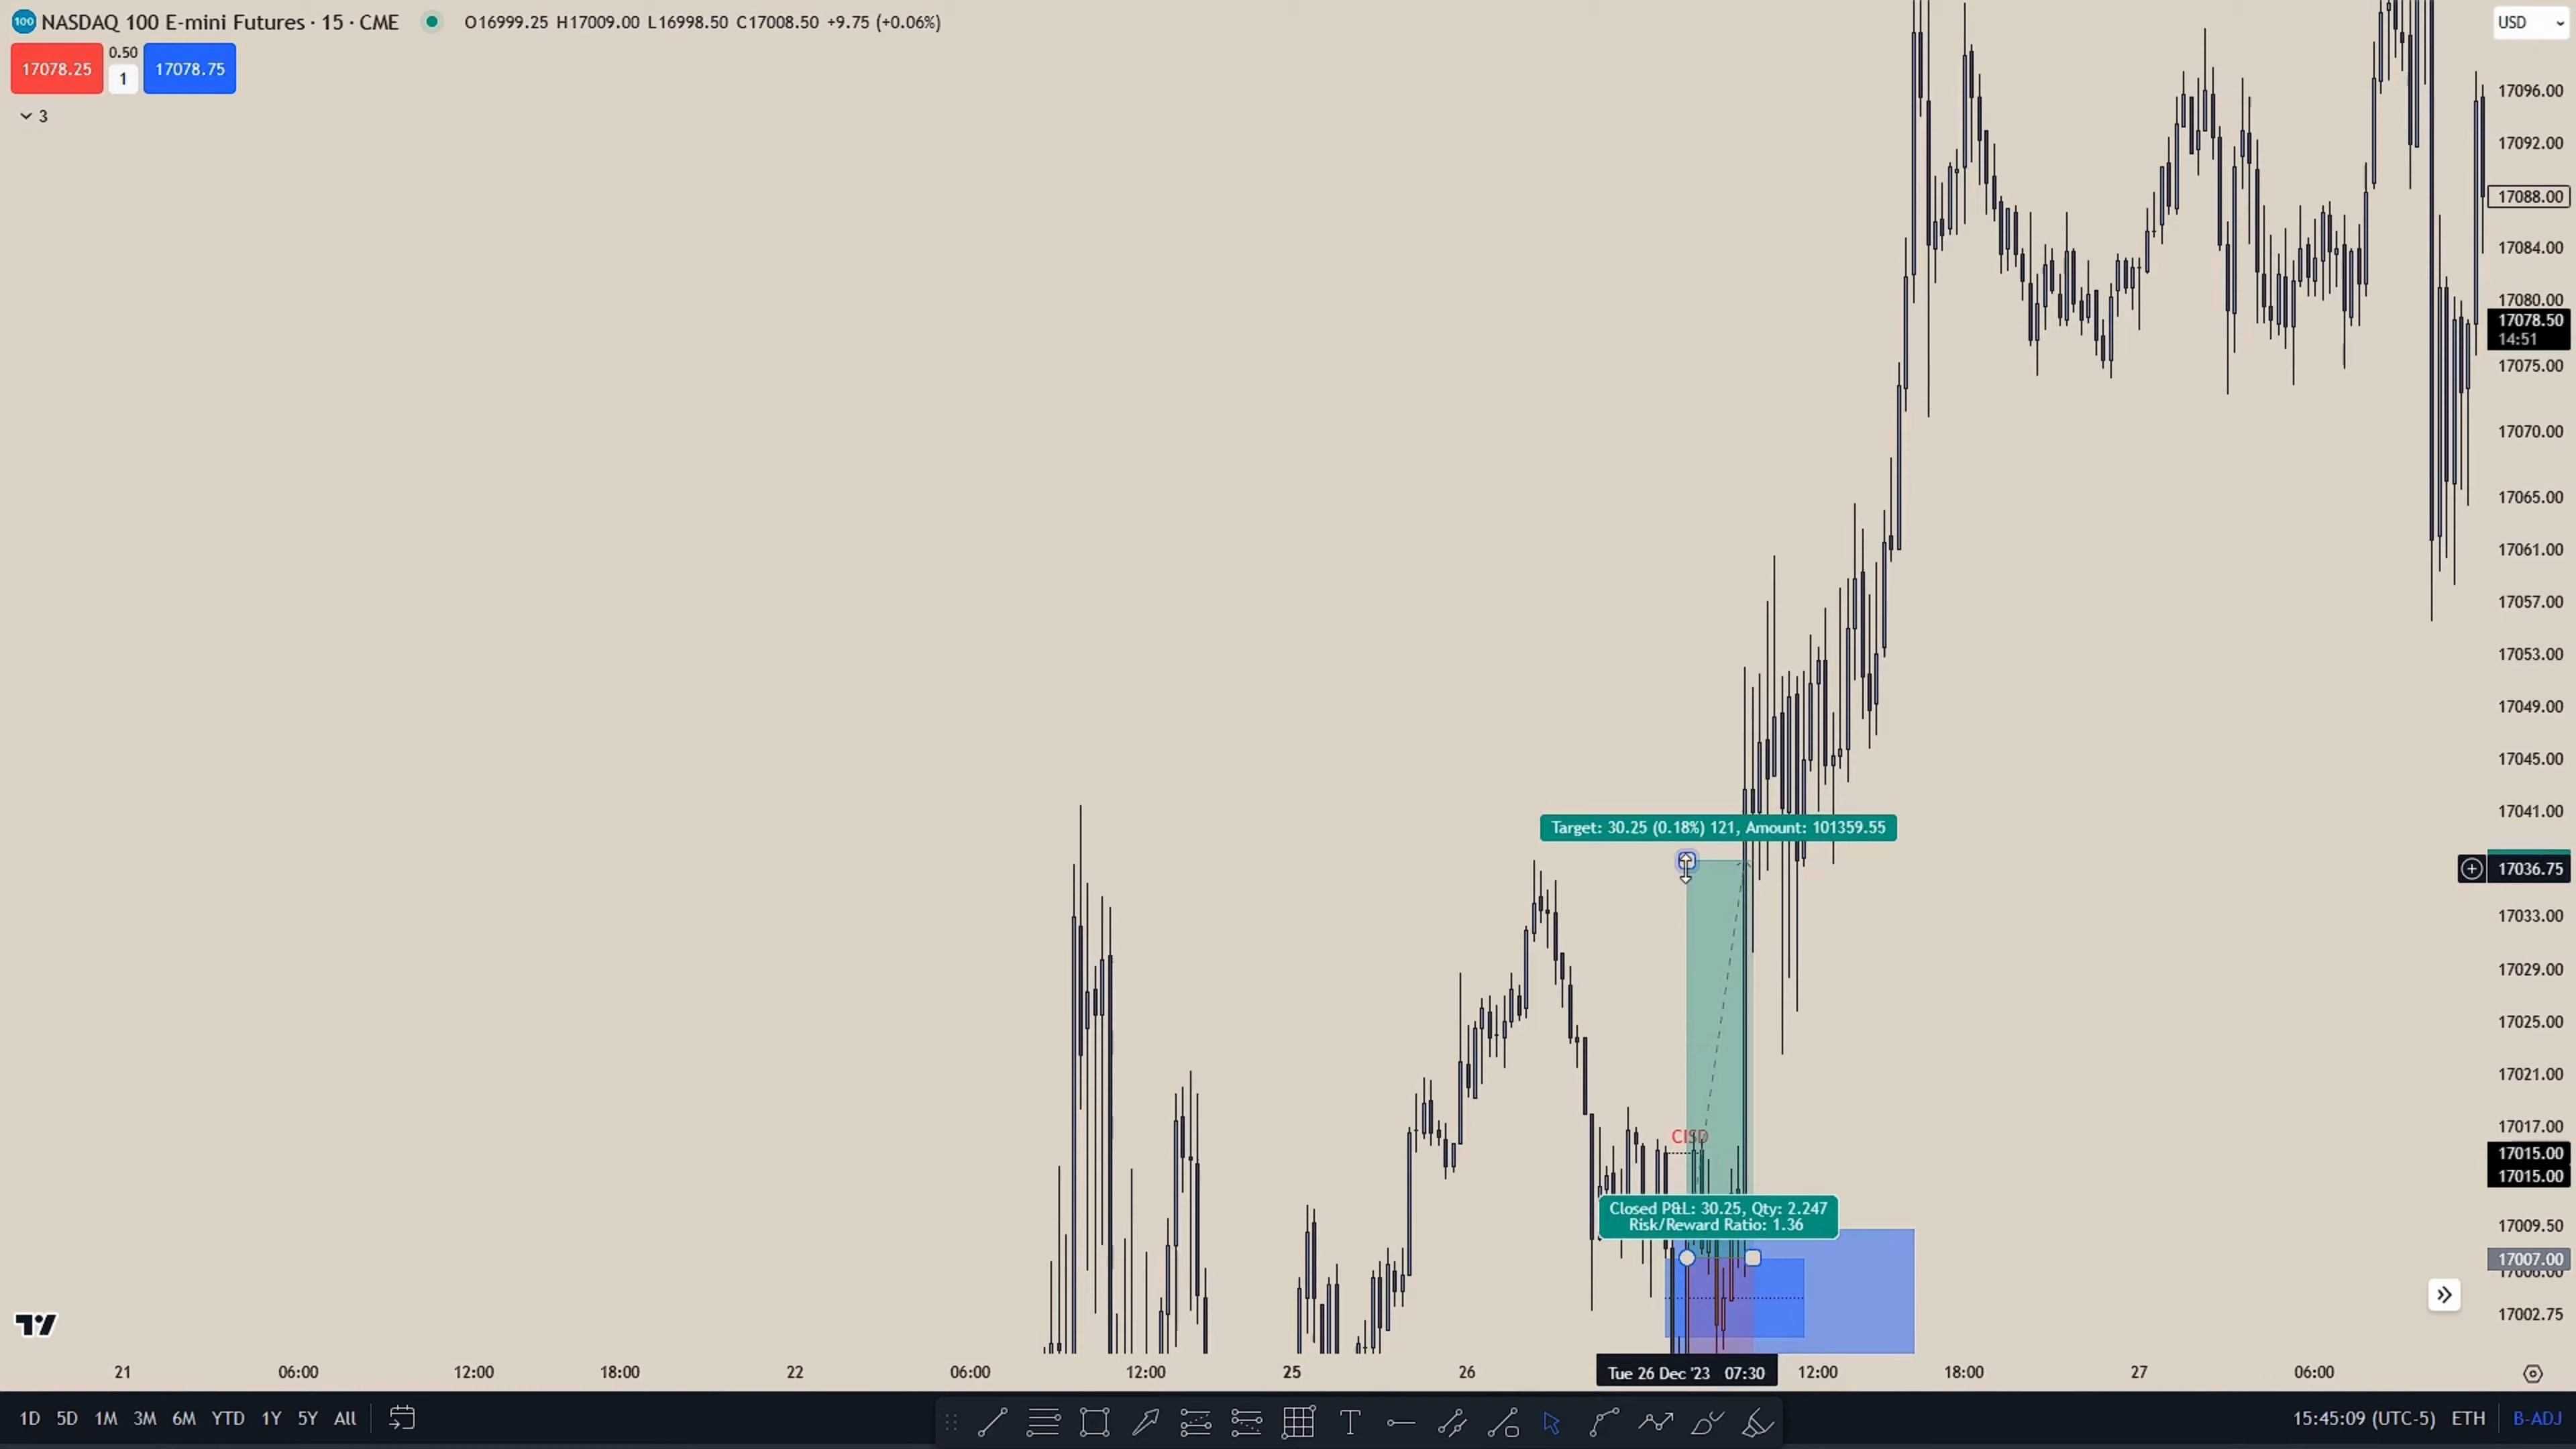 100 NASDAQ 100 E-mini Futures · 15 · CME O16999.25 H17009.00 L16998.50 C17008.50 +9.75 (+0.06%)
USD
17078.25 0.50 1 17078.75
3
17096.00
17092.00
17088.00
17084.00
17080.00
17078.50
14:51
17075.00
17070.00
17065.00
17061.00
17057.00
17053.00
17049.00
17045.00
17041.00
Target: 30.25 (0.18%) 121, Amount: 101359.55
17036.75
17033.00
17029.00
17025.00
17021.00
17017.00
CISD
17015.00
17015.00
Closed P&L: 30.25, Qty: 2.247
Risk/Reward Ratio: 1.36
17009.50
17007.00
17002.75
21 06:00 12:00 18:00 22 06:00 12:00 25 26 Tue 26 Dec '23 07:30 12:00 18:00 27 06:00
1D 5D 1M 3M 6M YTD 1Y 5Y All
T
15:45:09 (UTC-5) ETH B-ADJ